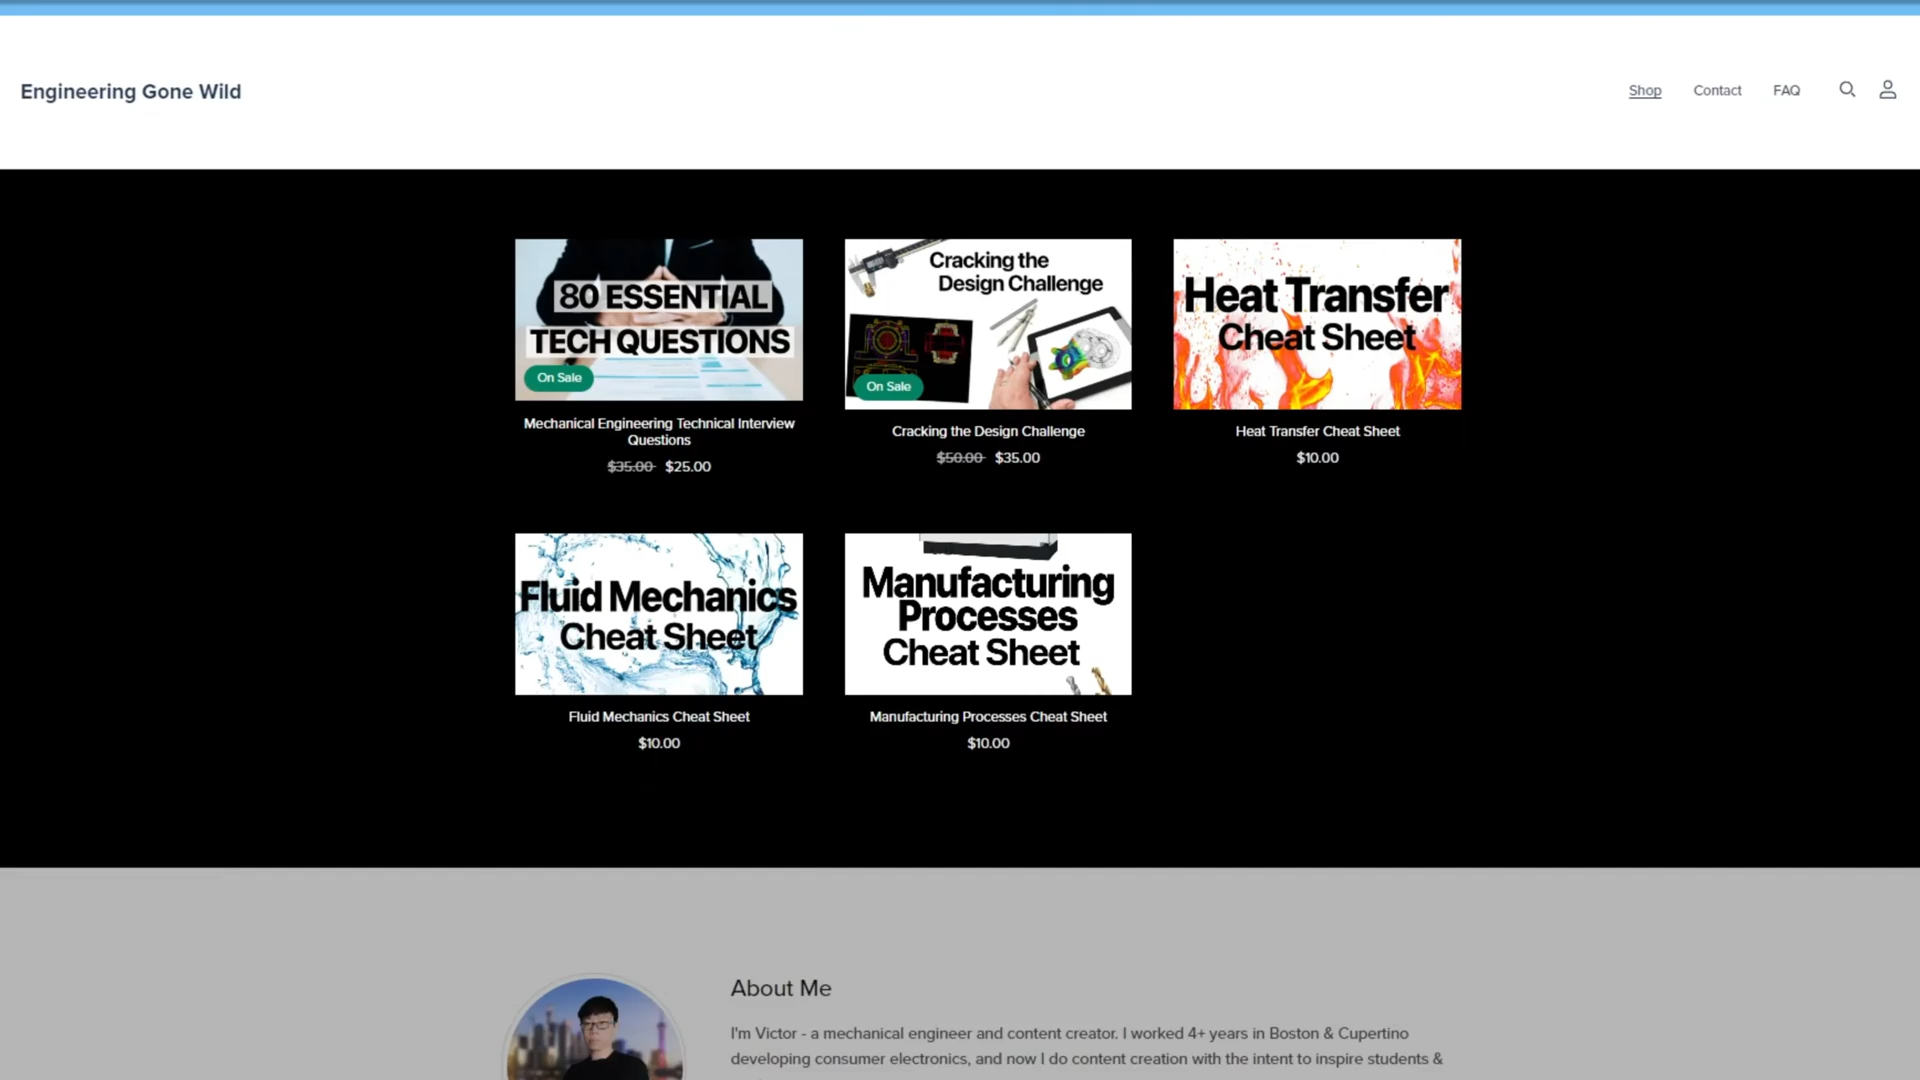 Engineering Gone Wild
Shop Contact FAQ
80 ESSENTIAL
TECH QUESTIONS
On Sale
Mechanical Engineering Technical Interview
Questions
$35.00 $25.00
Cracking the
Design Challenge
On Sale
Cracking the Design Challenge
$50.00 $35.00
Heat Transfer
Cheat Sheet
Heat Transfer Cheat Sheet
$10.00
Fluid Mechanics
Cheat Sheet
Fluid Mechanics Cheat Sheet
$10.00
Manufacturing
Processes
Cheat Sheet
Manufacturing Processes Cheat Sheet
$10.00
About Me
I'm Victor - a mechanical engineer and content creator. I worked 4+ years in Boston & Cupertino
developing consumer electronics, and now I do content creation with the intent to inspire students &